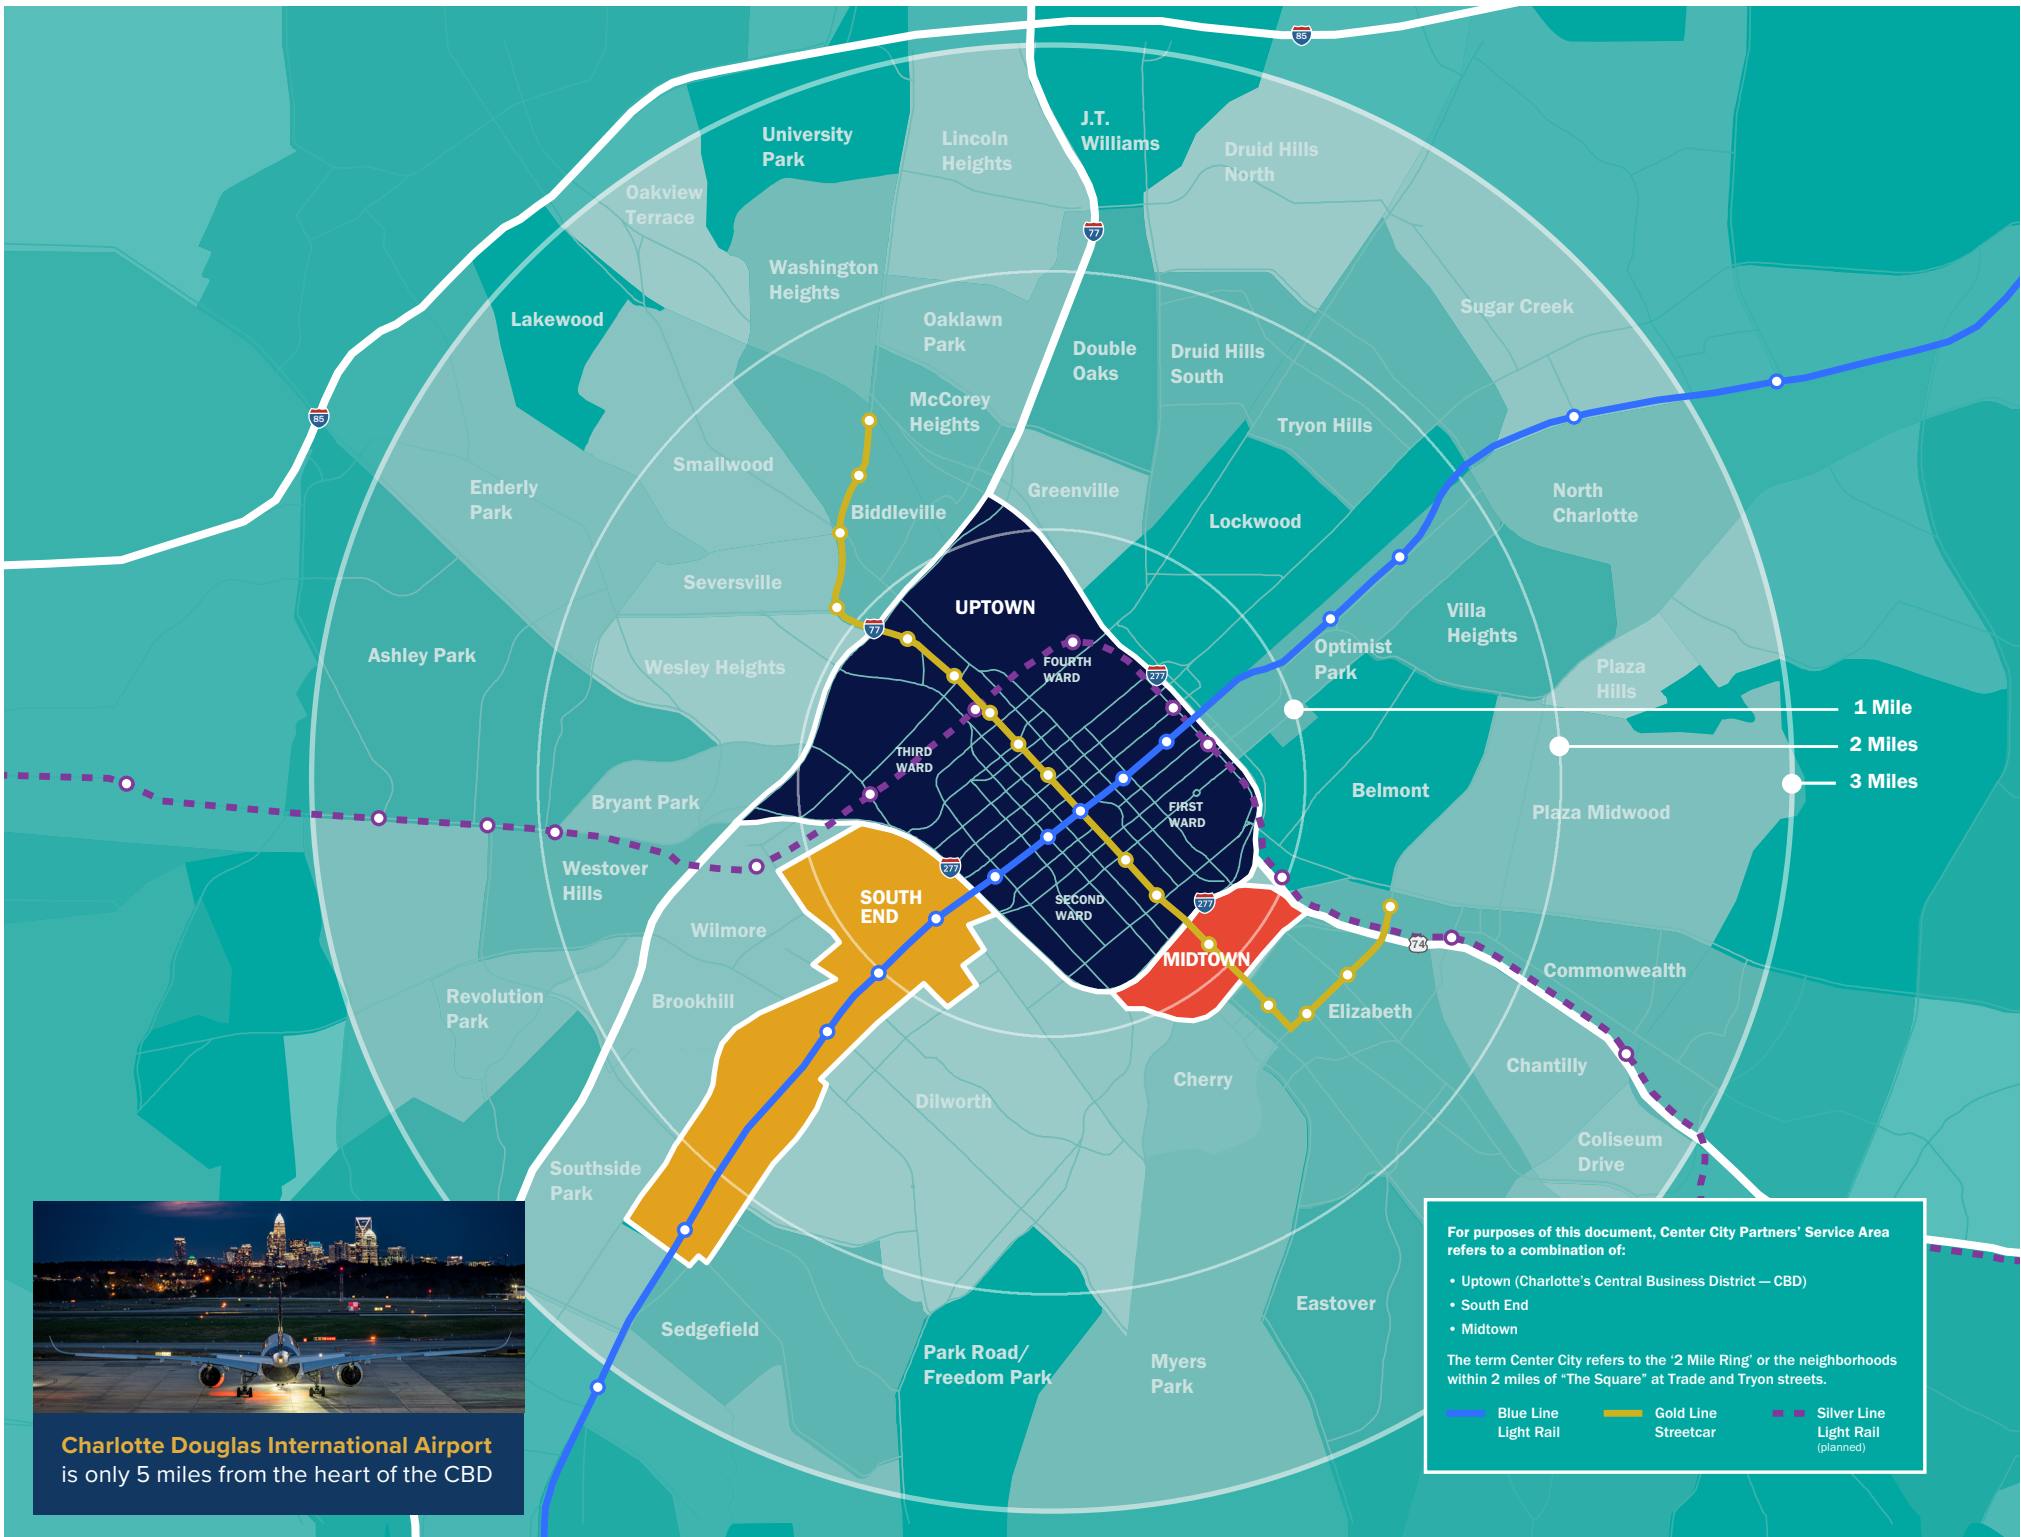 85
University
Park
Lincoln
Heights
J.T.
Williams
Druid Hills
North
Oakview
Terrace
77
Washington
Heights
Lakewood
Oaklawn
Park
Double
Oaks
Druid Hills
South
Sugar Creek
85
McCorey
Heights
Tryon Hills
Smallwood
Enderly
Park
Greenville
North
Charlotte
Biddleville
Lockwood
Seversville
UPTOWN
Villa
Heights
77
Ashley Park
Wesley Heights
FOURTH
WARD
277
Optimist
Park
Plaza
Hills
1 Mile
2 Miles
3 Miles
THIRD
WARD
Bryant Park
FIRST
WARD
Belmont
Plaza Midwood
Westover
Hills
277
SOUTH
END
SECOND
WARD
277
Wilmore
74
MIDTOWN
Commonwealth
Revolution
Park
Brookhill
Elizabeth
Chantilly
Cherry
Dilworth
Coliseum
Drive
Southside
Park
Sedgefield
Eastover
Park Road/
Freedom Park
Myers
Park
Charlotte Douglas International Airport
is only 5 miles from the heart of the CBD
For purposes of this document, Center City Partners’ Service Area
refers to a combination of:
• Uptown (Charlotte’s Central Business District — CBD)
• South End
• Midtown
The term Center City refers to the ‘2 Mile Ring’ or the neighborhoods
within 2 miles of “The Square” at Trade and Tryon streets.
Blue Line
Light Rail
Gold Line
Streetcar
Silver Line
Light Rail
(planned)